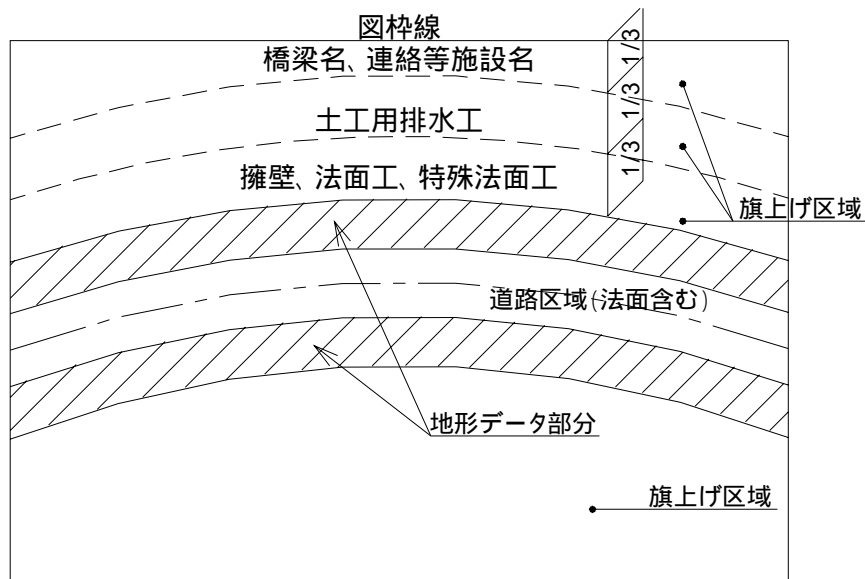 図枠線
橋梁名、連絡等施設名
1/3
1/3
土工用排水工
1/3
擁壁、法面工、特殊法面工
旗上げ区域
道路区域(法面含む)
地形データ部分
旗上げ区域